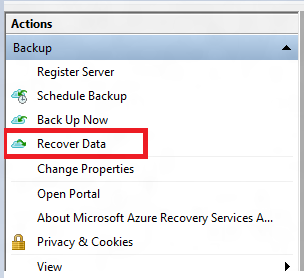 Actions
Backup
Register Server
Schedule Backup
Back Up Now
Recover Data
Change Properties
Open Portal
About Microsoft Azure Recovery Services A...
Privacy & Cookies
View